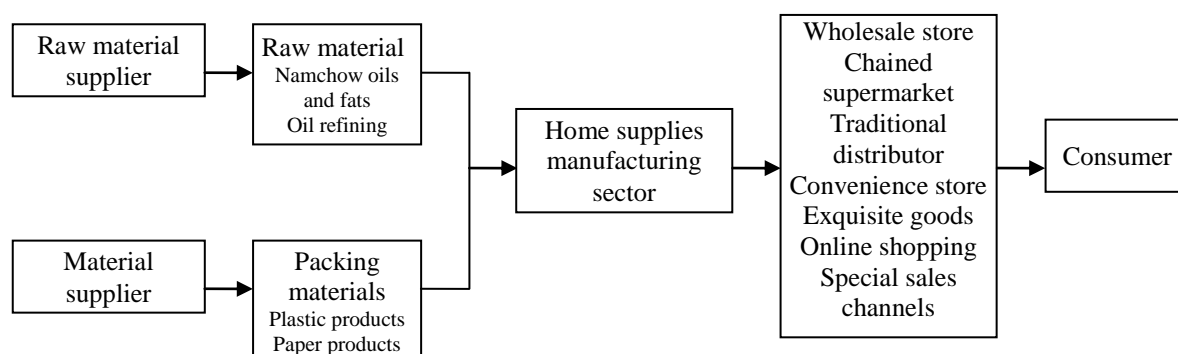 Raw material
supplier
Raw material
Namchow oils
and fats
Oil refining
Material
supplier
Packing
materials
Plastic products
Paper products
Home supplies
manufacturing
sector
Wholesale store
Chained
supermarket
Traditional
distributor
Convenience store
Exquisite goods
Online shopping
Special sales
channels
Consumer